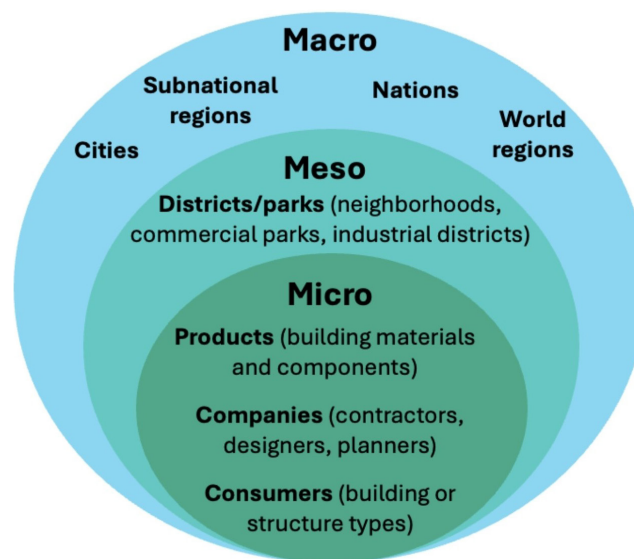 Macro
Subnational
regions
Nations
Cities
World
regions
Meso
Districts/parks (neighborhoods,
commercial parks, industrial districts)
Micro
Products (building materials
and components)
Companies (contractors,
designers, planners)
Consumers (building or
structure types)